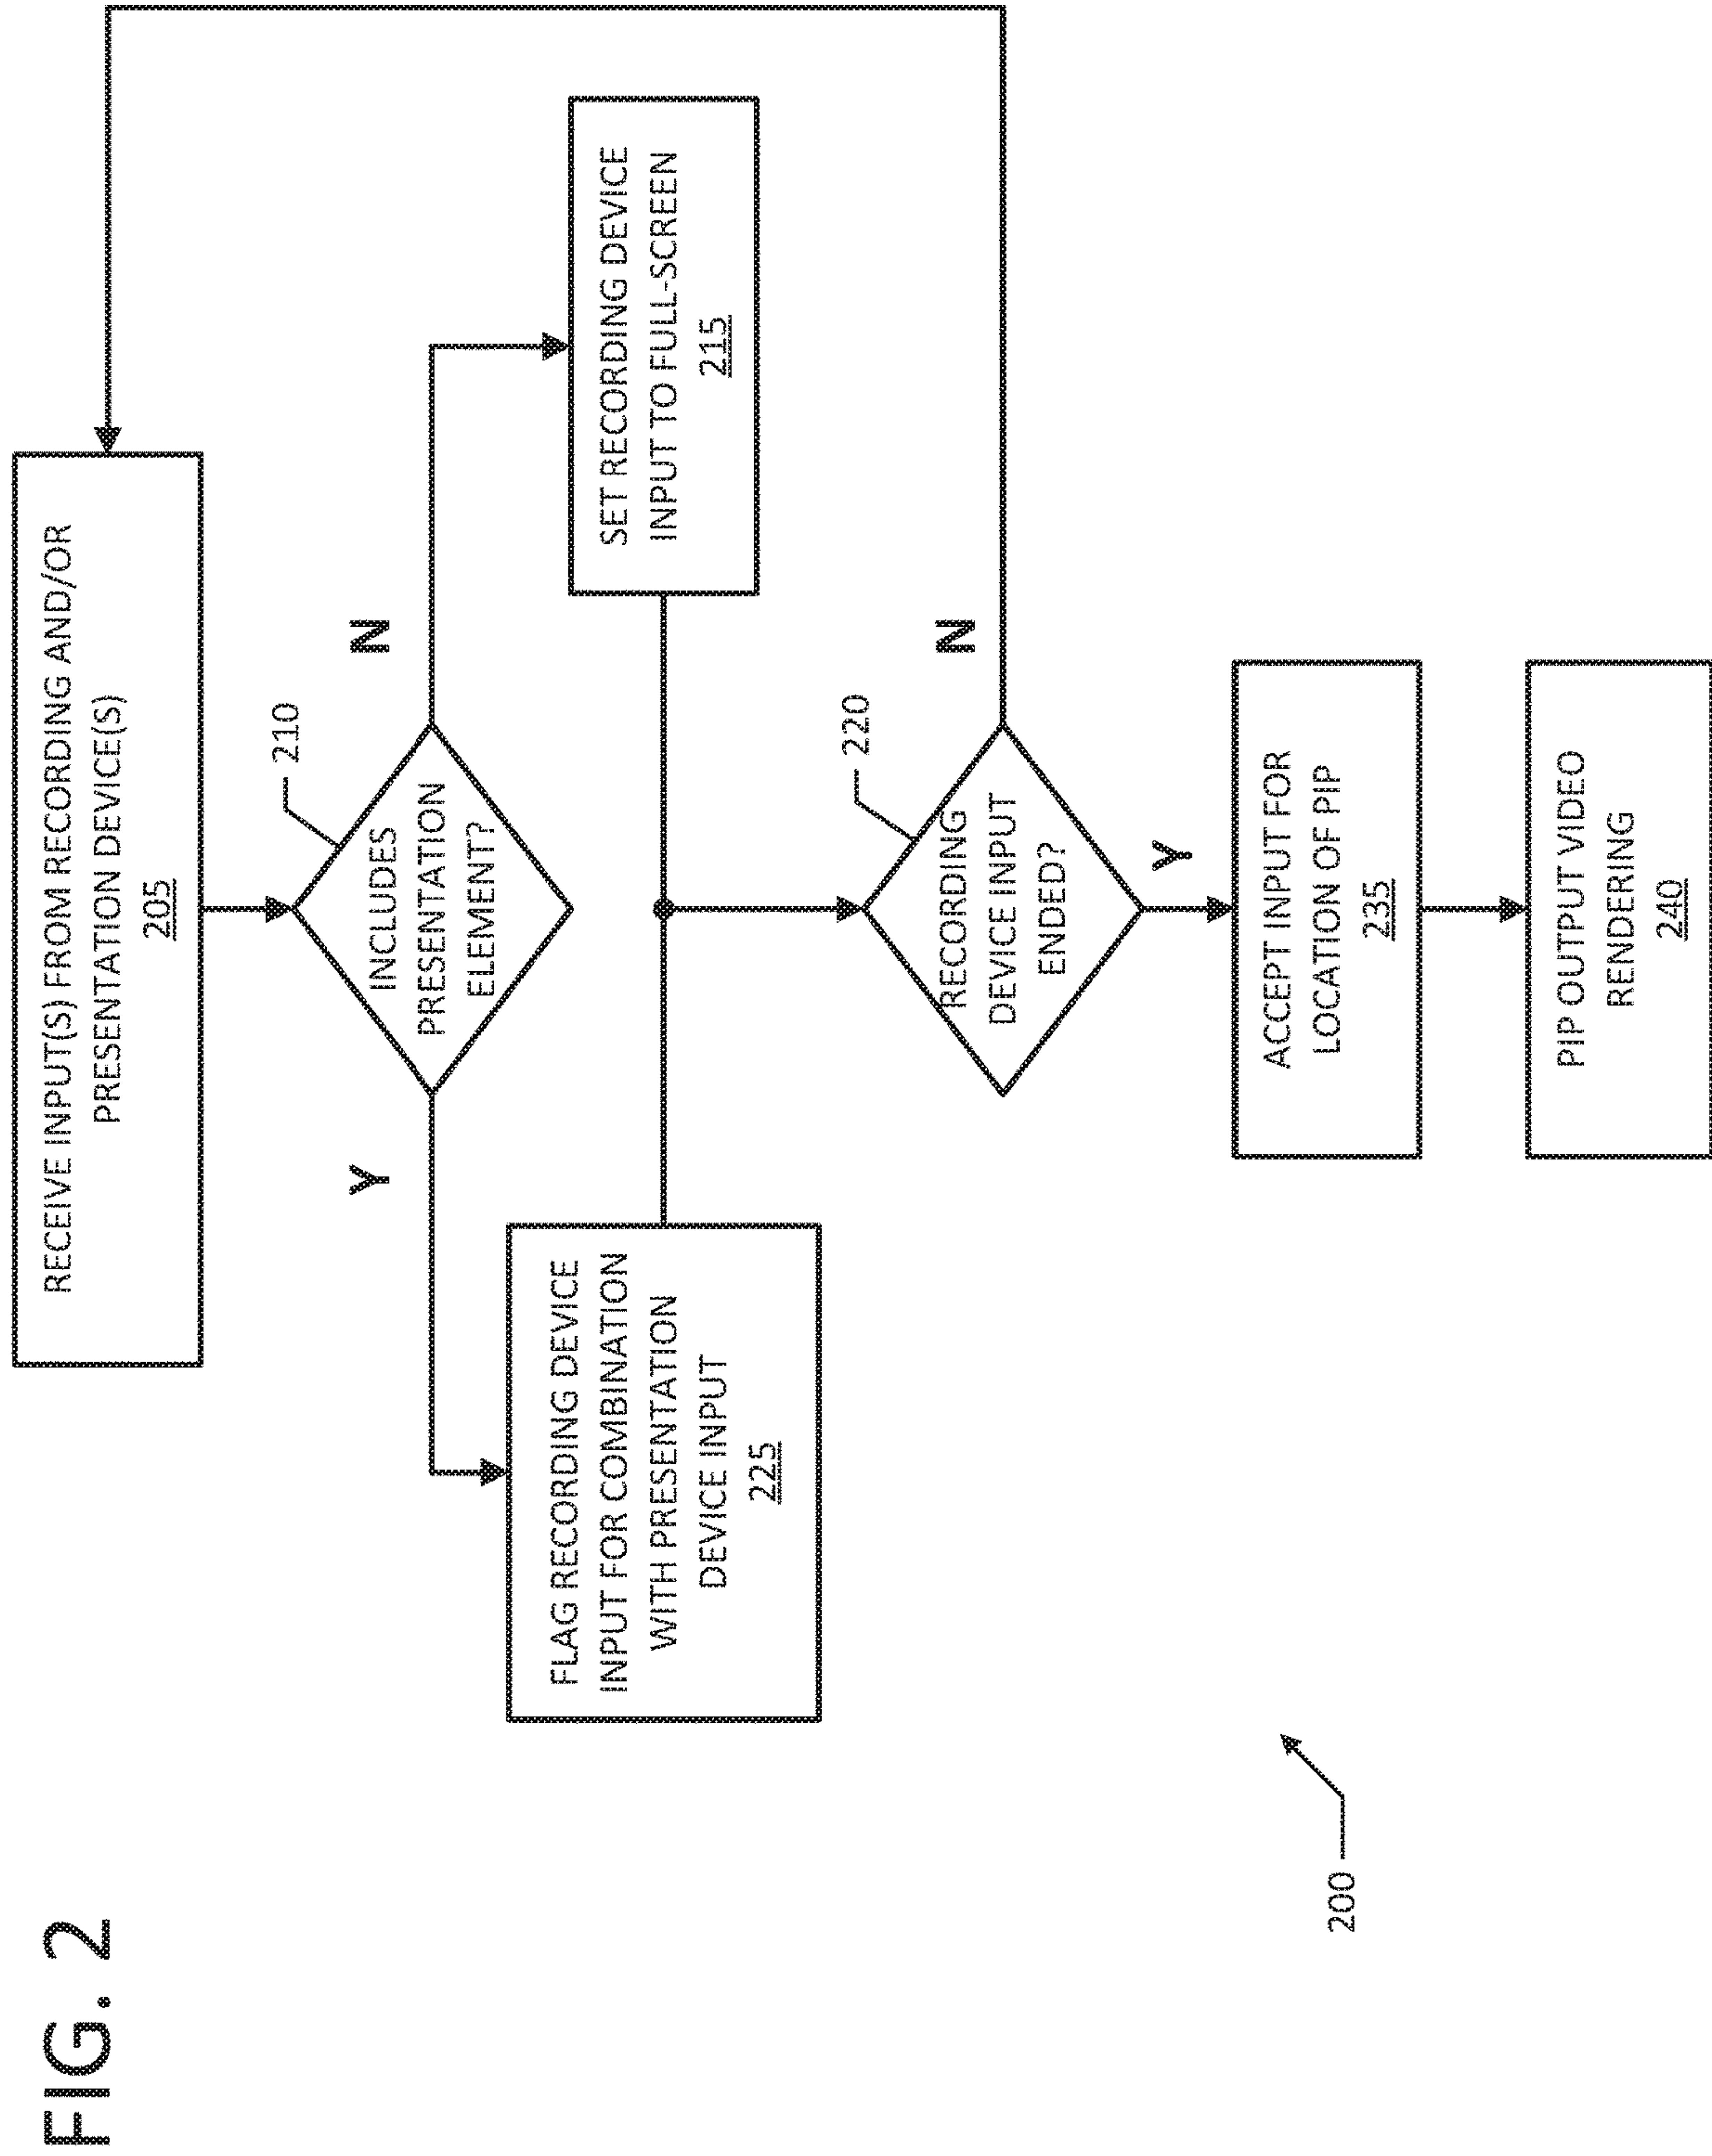 FIG. 2
RECEIVE INPUT(S) FROM RECORDING AND/OR
PRESENTATION DEVICE(S)
205
210
INCLUDES
PRESENTATION
ELEMENT?
Y
N
FLAG RECORDING DEVICE
INPUT FOR COMBINATION
WITH PRESENTATION
DEVICE INPUT
225
SET RECORDING DEVICE
INPUT TO FULL-SCREEN
215
220
RECORDING
DEVICE INPUT
ENDED?
N
Y
ACCEPT INPUT FOR
LOCATION OF PIP
235
PIP OUTPUT VIDEO
RENDERING
240
200